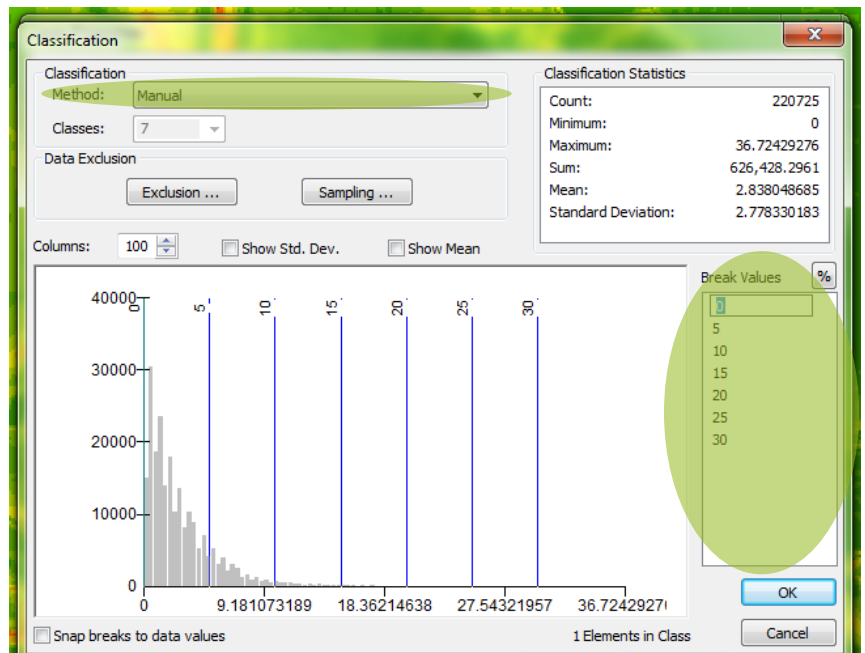 Classification
Classification
Method: Manual
Classes: 7
Data Exclusion
Exclusion ... Sampling ...
Classification Statistics
Count: 220725
Minimum: 0
Maximum: 36.72429276
Sum: 626,428.2961
Mean: 2.838048685
Standard Deviation: 2.778330183
Columns: 100 Show Std. Dev. Show Mean
Break Values %
0
5
10
15
20
25
30
0 5 10 15 20 25 30
40000
30000
20000
10000
0
0 9.181073189 18.36214638 27.54321957 36.7242927
OK
Snap breaks to data values 1 Elements in Class Cancel